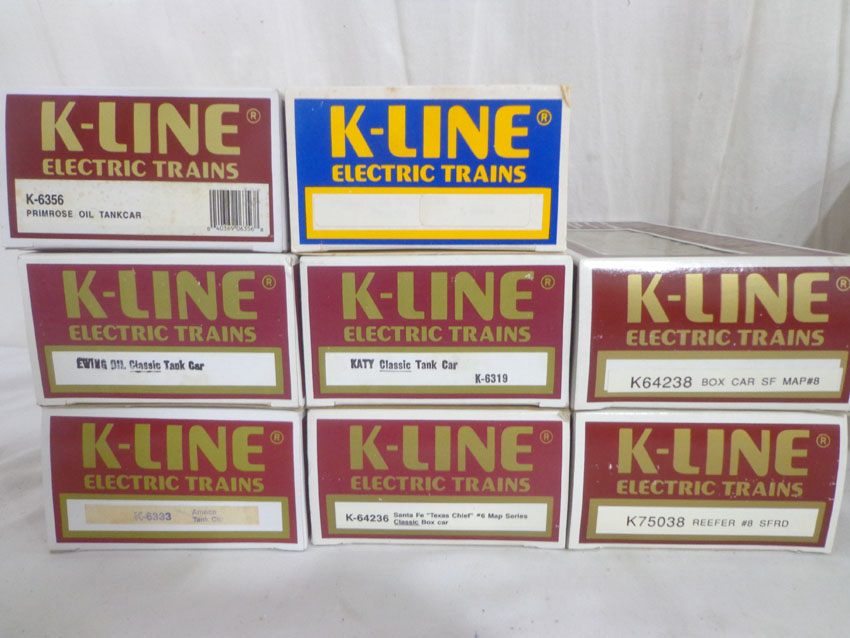 K-LINE®
ELECTRIC TRAINS
K-6356
PRIMROSE OIL TANKCAR
K-LINE®
ELECTRIC TRAINS
K-LINE®
ELECTRIC TRAINS
EWING OIL Classic Tank Car
K-LINE®
ELECTRIC TRAINS
KATY Classic Tank Car
K-6319
K-LINE®
ELECTRIC TRAINS
K64238 BOX CAR SF MAP#8
K-LINE®
ELECTRIC TRAINS
K-6333
Tank Car
K-LINE®
ELECTRIC TRAINS
K-64236 Santa Fe "Texas Chief" #6 Map Series
Classic Box car
K-LINE®
ELECTRIC TRAINS
K75038 REEFER #8 SFRD